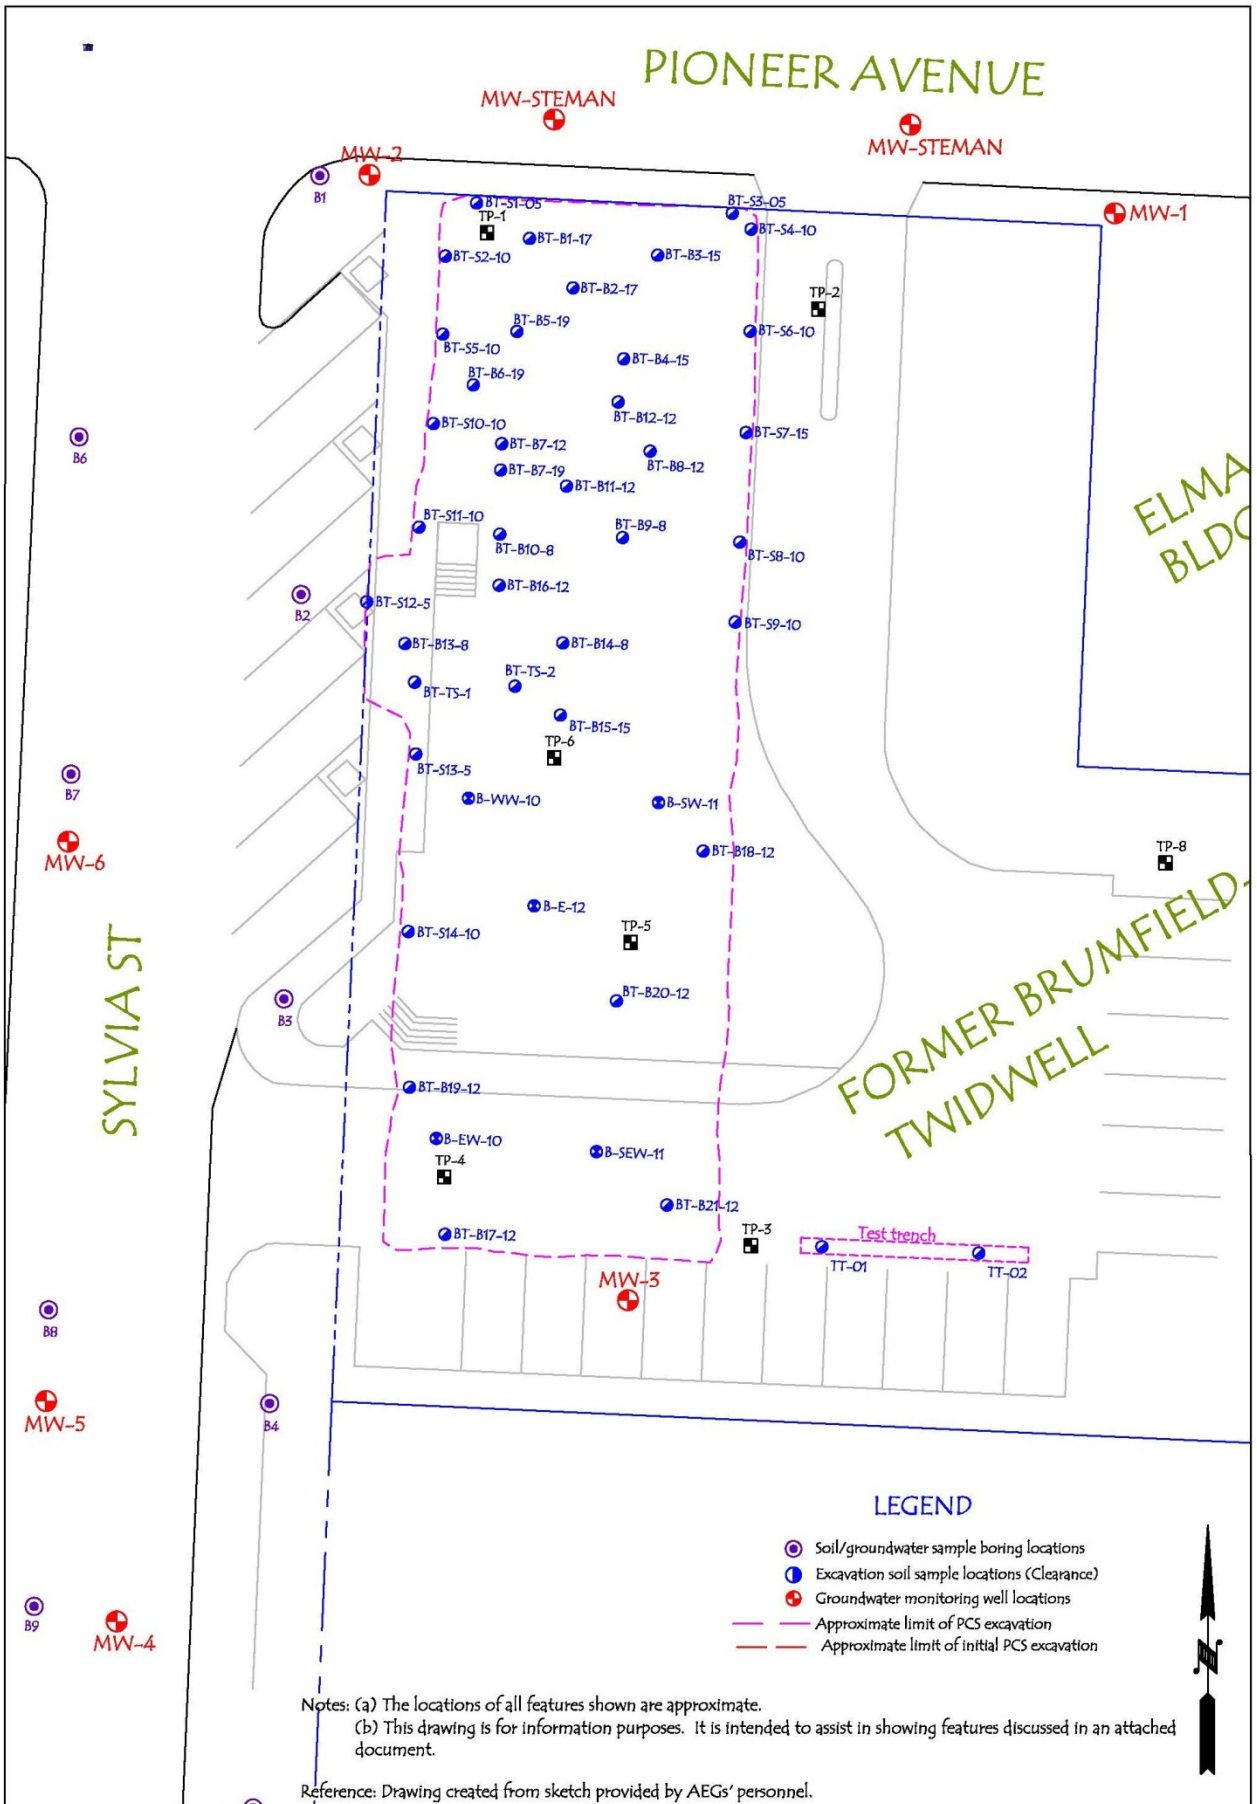 PIONEER AVENUE
MW-STEMAN
MW-STEMAN
MW-2
B1
MW-1
BT-S1-05
BT-S3-05
TP-1
BT-S4-10
BT-B1-17
BT-S2-10
BT-B3-15
BT-B2-17
TP-2
BT-B5-19
BT-S5-10
BT-S6-10
BT-B4-15
BT-B6-19
BT-B12-12
BT-S10-10
BT-S7-15
B6
BT-B7-12
BT-B8-12
BT-B7-19
BT-B11-12
ELMA
BLDG
BT-S11-10
BT-B9-8
BT-B10-8
BT-S8-10
BT-B16-12
B2
BT-S12-5
BT-S9-10
BT-B13-8
BT-B14-8
BT-TS-2
BT-TS-1
BT-B15-15
TP-6
BT-S13-5
B7
B-WW-10
B-SW-11
MW-6
BT-B18-12
TP-8
B-E-12
TP-5
BT-S14-10
SYLVIA ST
FORMER BRUMFIELD-
TWIDWELL
BT-B20-12
B3
BT-B19-12
B-EW-10
B-SEW-11
TP-4
BT-B21-12
BT-B17-12
TP-3
Test trench
TT-01
TT-02
MW-3
B8
MW-5
B4
B9
MW-4
LEGEND
Soil/groundwater sample boring locations
Excavation soil sample locations (Clearance)
Groundwater monitoring well locations
Approximate limit of PCS excavation
Approximate limit of initial PCS excavation
N
Notes: (a) The locations of all features shown are approximate.
(b) This drawing is for information purposes. It is intended to assist in showing features discussed in an attached
document.
Reference: Drawing created from sketch provided by AEGs' personnel.